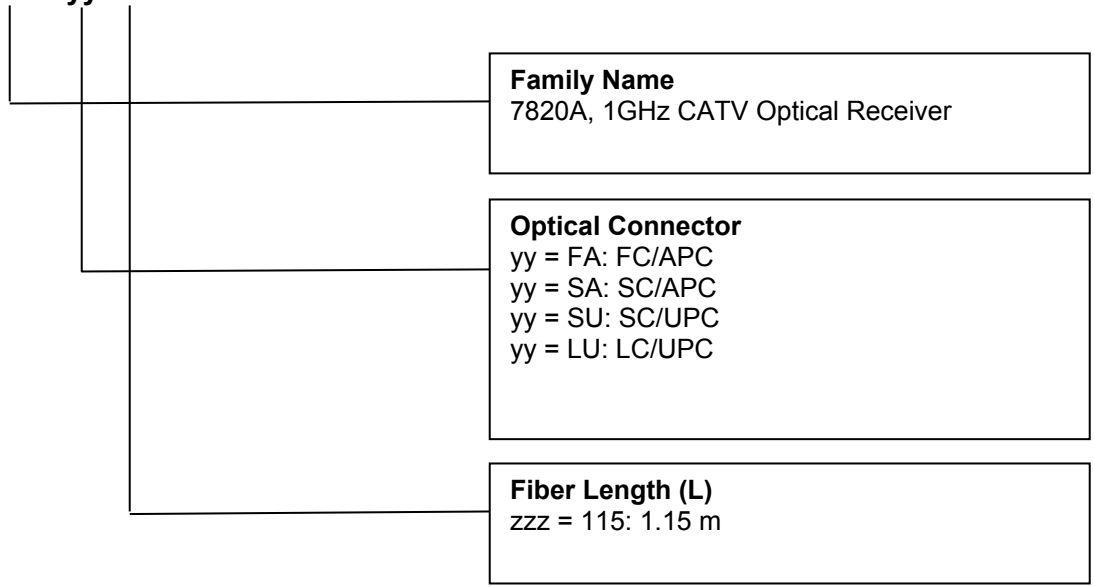 Family Name
7820A, 1GHz CATV Optical Receiver
Optical Connector
yy = FA: FC/APC
yy = SA: SC/APC
yy = SU: SC/UPC
yy = LU: LC/UPC
Fiber Length (L)
zzz = 115: 1.15 m